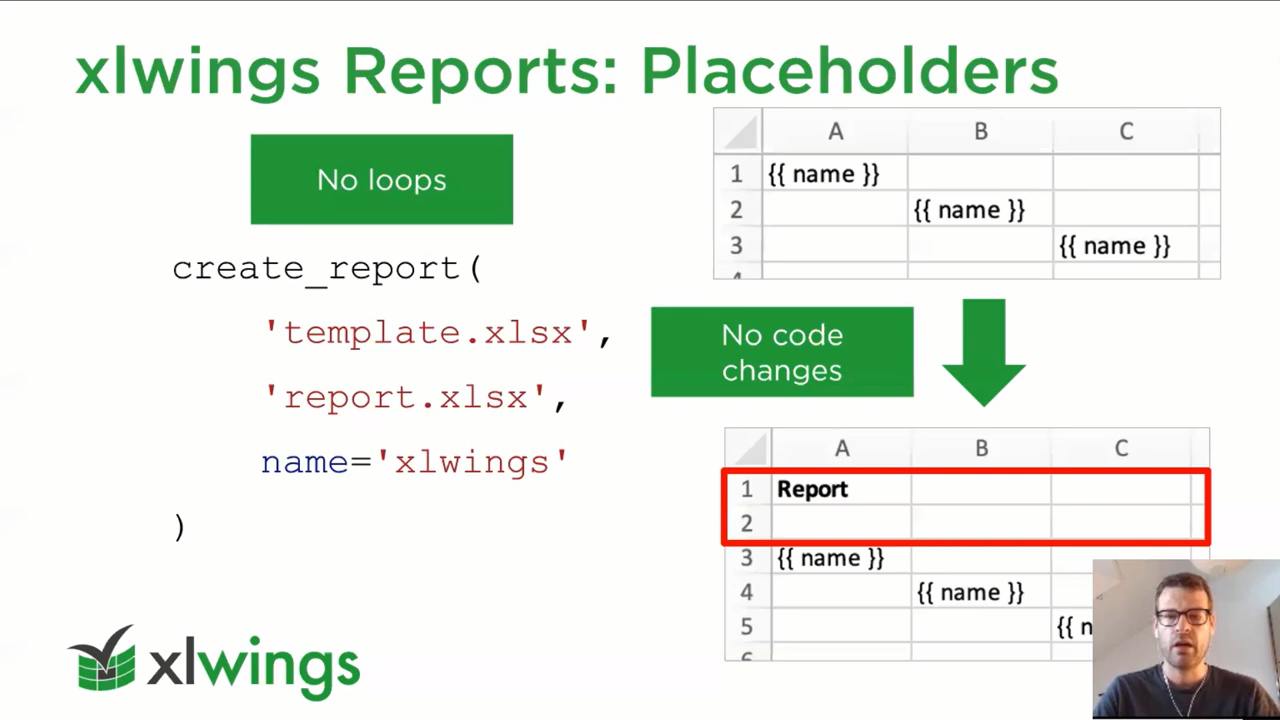 xlwings Reports: Placeholders
No loops
create_report(
'template.xlsx',
'report.xlsx',
name='xlwings'
)
A B C
1 {{ name }}
2 {{ name }}
3 {{ name }}
No code
changes
A B C
1 Report
2
3 {{ name }}
4 {{ name }}
5 {{ n
xlwings